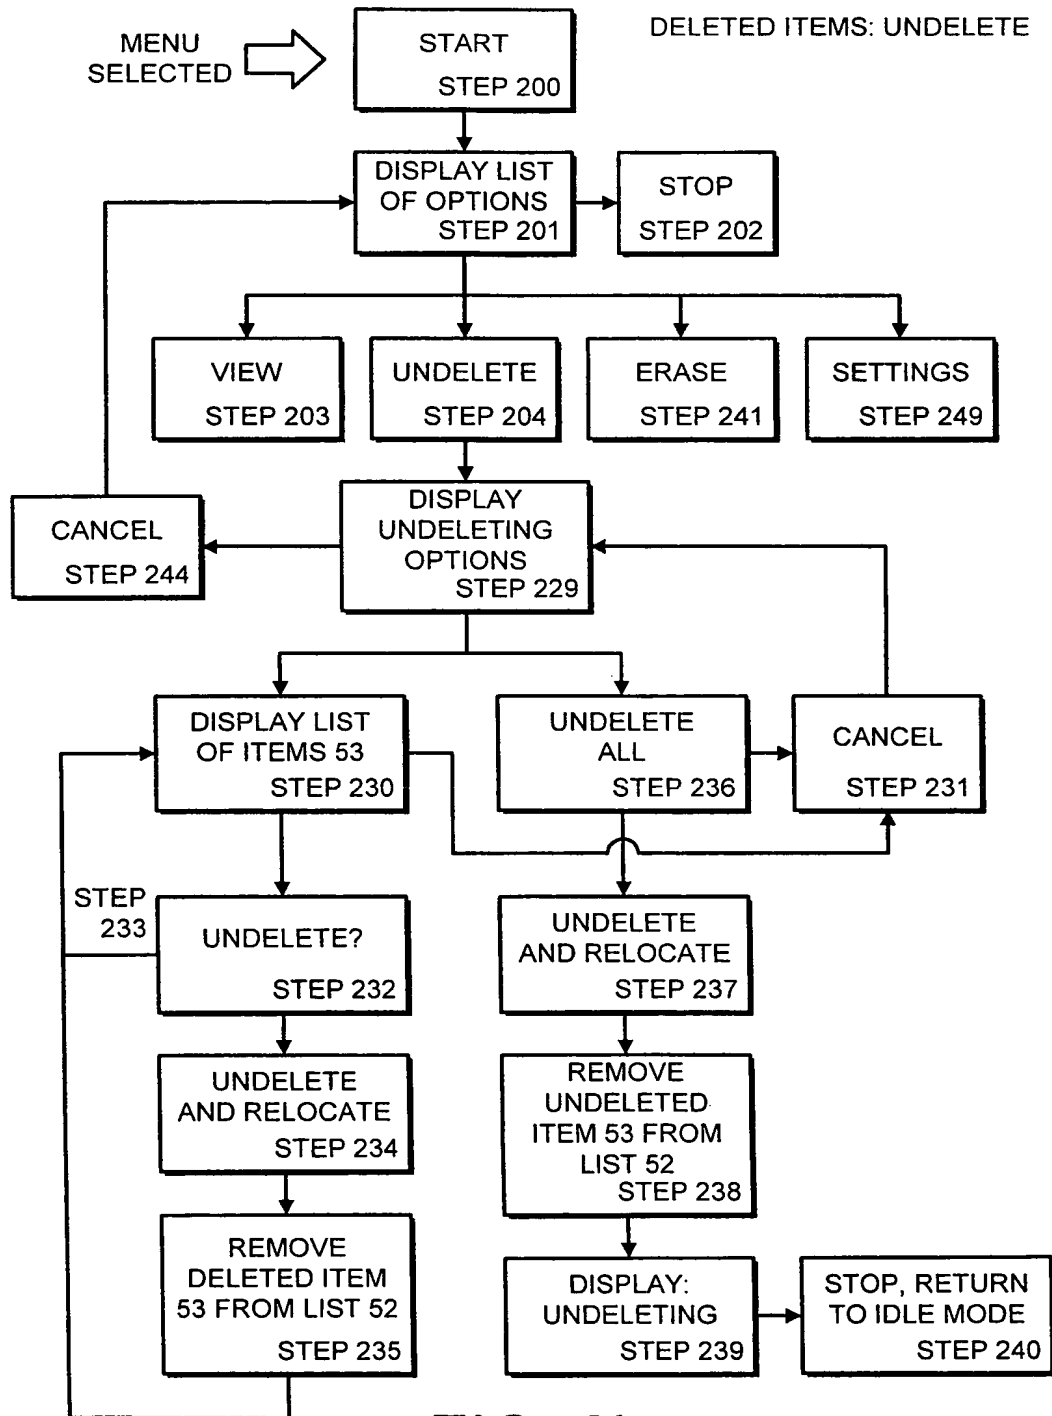 DELETED ITEMS: UNDELETE
MENU
SELECTED
START
STEP 200
DISPLAY LIST
OF OPTIONS
STEP 201
STOP
STEP 202
VIEW
STEP 203
UNDELETE
STEP 204
ERASE
STEP 241
SETTINGS
STEP 249
CANCEL
STEP 244
DISPLAY
UNDELETING
OPTIONS
STEP 229
DISPLAY LIST
OF ITEMS 53
STEP 230
UNDELETE
ALL
STEP 236
CANCEL
STEP 231
STEP
233
UNDELETE?
STEP 232
UNDELETE
AND RELOCATE
STEP 237
UNDELETE
AND RELOCATE
STEP 234
REMOVE
UNDELETED
ITEM 53 FROM
LIST 52
STEP 238
REMOVE
DELETED ITEM
53 FROM LIST 52
STEP 235
DISPLAY:
UNDELETING
STEP 239
STOP, RETURN
TO IDLE MODE
STEP 240